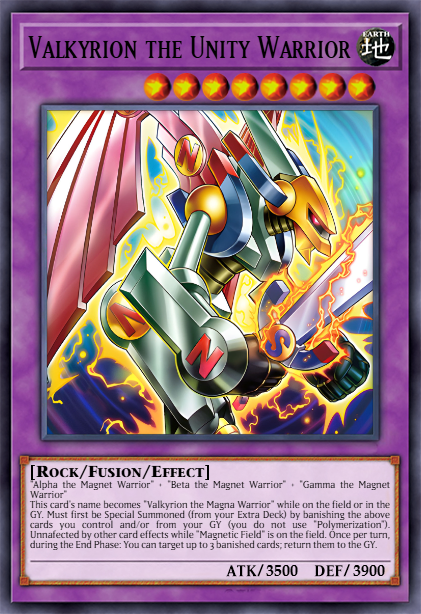 VALKYRION THE UNITY WARRIOR
EARTH
地
N
N
N
S
[ROCK/FUSION/EFFECT]
"Alpha the Magnet Warrior" · "Beta the Magnet Warrior" · "Gamma the Magnet
Warrior"
This card's name becomes "Valkyrion the Magna Warrior" while on the field or in the
GY. Must first be Special Summoned (from your Extra Deck) by banishing the above
cards you control and/or from your GY (you do not use "Polymerization").
Unnafected by other card effects while "Magnetic Field" is on the field. Once per turn,
during the End Phase: You can target up to 3 banished cards; return them to the GY.
ATK/3500 DEF/3900